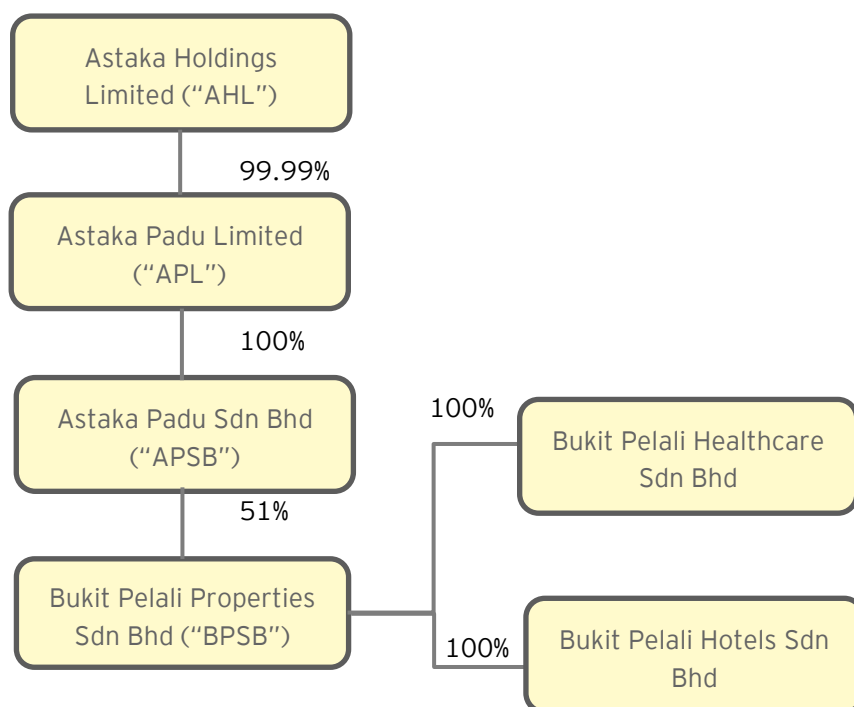 Astaka Holdings
Limited (“AHL”)
99.99%
Astaka Padu Limited
(“APL”)
100%
Astaka Padu Sdn Bhd
(“APSB”)
51%
Bukit Pelali Properties
Sdn Bhd (“BPSB”)
100%
Bukit Pelali Healthcare
Sdn Bhd
100%
Bukit Pelali Hotels Sdn
Bhd